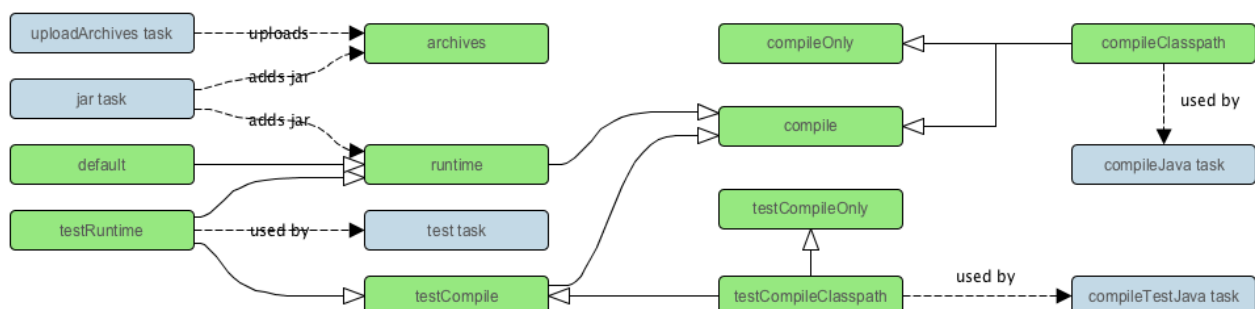 uploadArchives task
uploads
archives
compileOnly
compileClasspath
adds jar
jar task
used by
adds jar
compile
default
runtime
compileJava task
testCompileOnly
testRuntime
used by
test task
used by
testCompile
testCompileClasspath
compileTestJava task